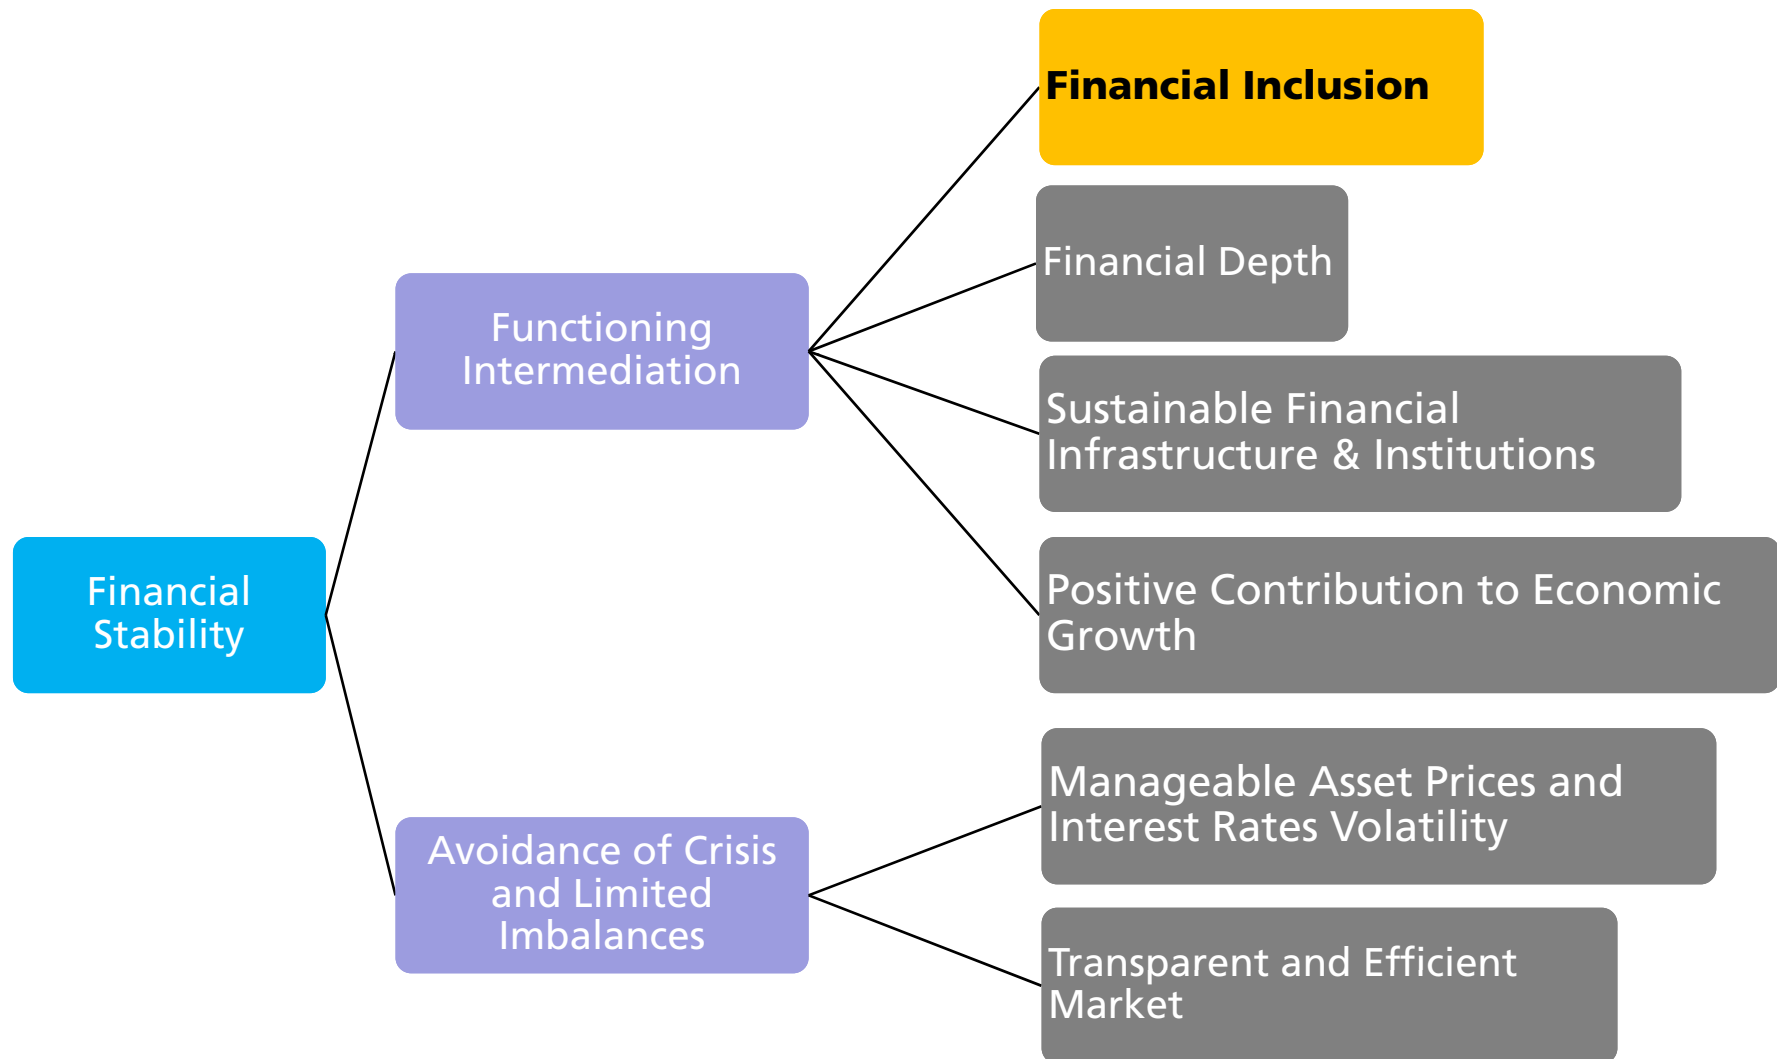 Financial Inclusion
Financial Depth
Functioning
Intermediation
Sustainable Financial
Infrastructure & Institutions
Financial
Stability
Positive Contribution to Economic
Growth
Manageable Asset Prices and
Interest Rates Volatility
Avoidance of Crisis
and Limited
Imbalances
Transparent and Efficient
Market